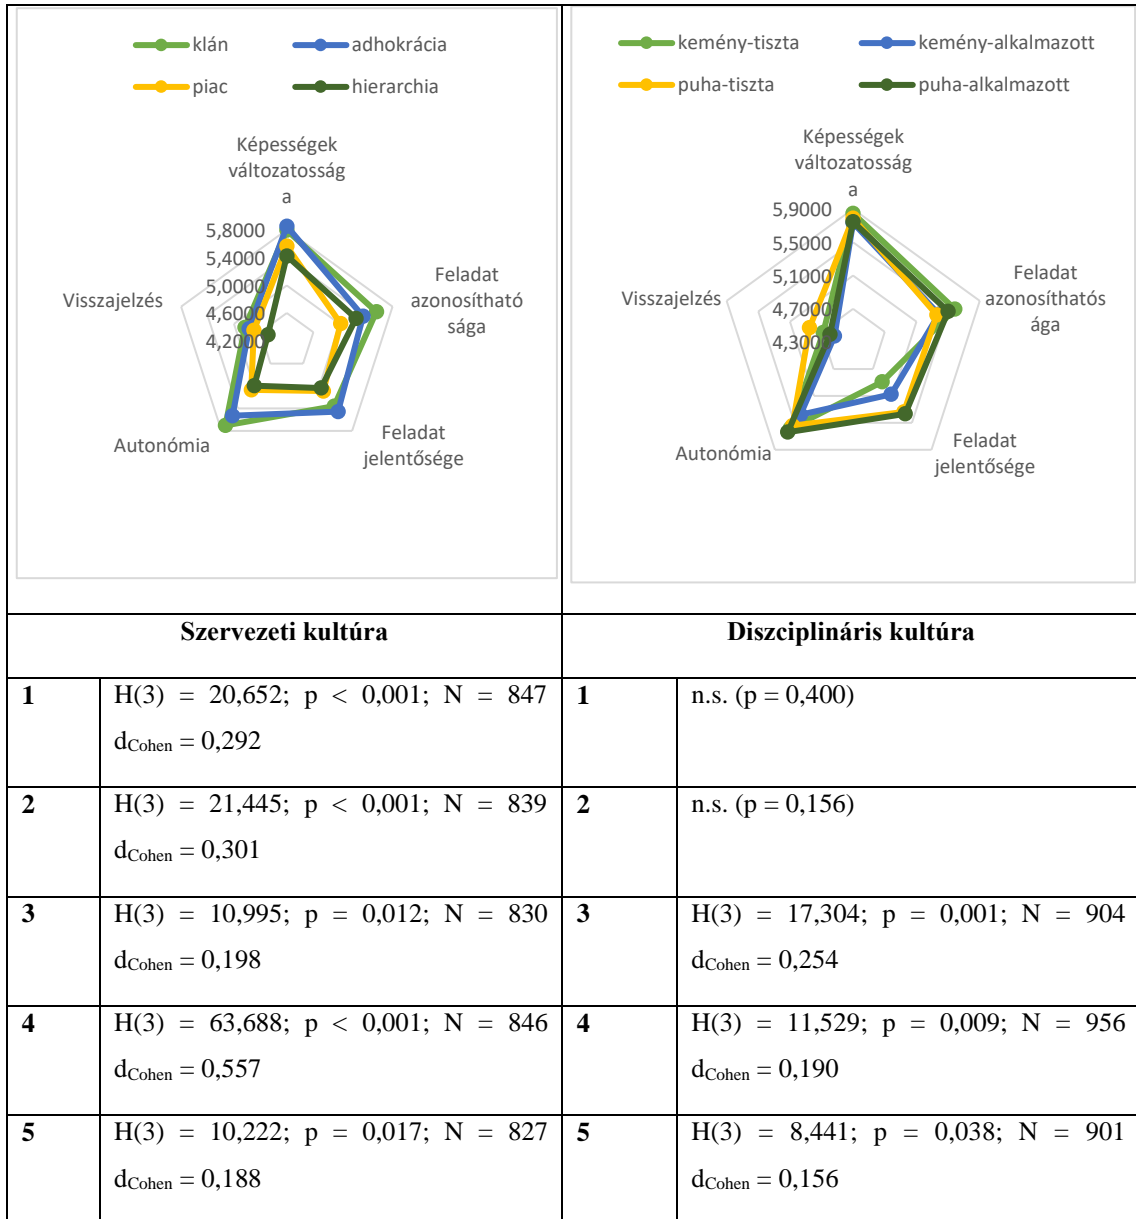 klán
adhokrácia
piac
hierarchia
Képességek
változatosság
a
5,8000
5,4000
5,0000
4,6000
4,2000
Feladat
azonosítható
sága
Feladat
jelentősége
Autonómia
Visszajelzés
kemény-tiszta
kemény-alkalmazott
puha-tiszta
puha-alkalmazott
Képességek
változatosság
a
5,9000
5,5000
5,1000
4,7000
4,3000
Feladat
azonosíthatós
ága
Feladat
jelentősége
Autonómia
Visszajelzés
Szervezeti kultúra
Diszciplináris kultúra
1
H(3) = 20,652; p < 0,001; N = 847
dCohen = 0,292
1
n.s. (p = 0,400)
2
H(3) = 21,445; p < 0,001; N = 839
dCohen = 0,301
2
n.s. (p = 0,156)
3
H(3) = 10,995; p = 0,012; N = 830
dCohen = 0,198
3
H(3) = 17,304; p = 0,001; N = 904
dCohen = 0,254
4
H(3) = 63,688; p < 0,001; N = 846
dCohen = 0,557
4
H(3) = 11,529; p = 0,009; N = 956
dCohen = 0,190
5
H(3) = 10,222; p = 0,017; N = 827
dCohen = 0,188
5
H(3) = 8,441; p = 0,038; N = 901
dCohen = 0,156